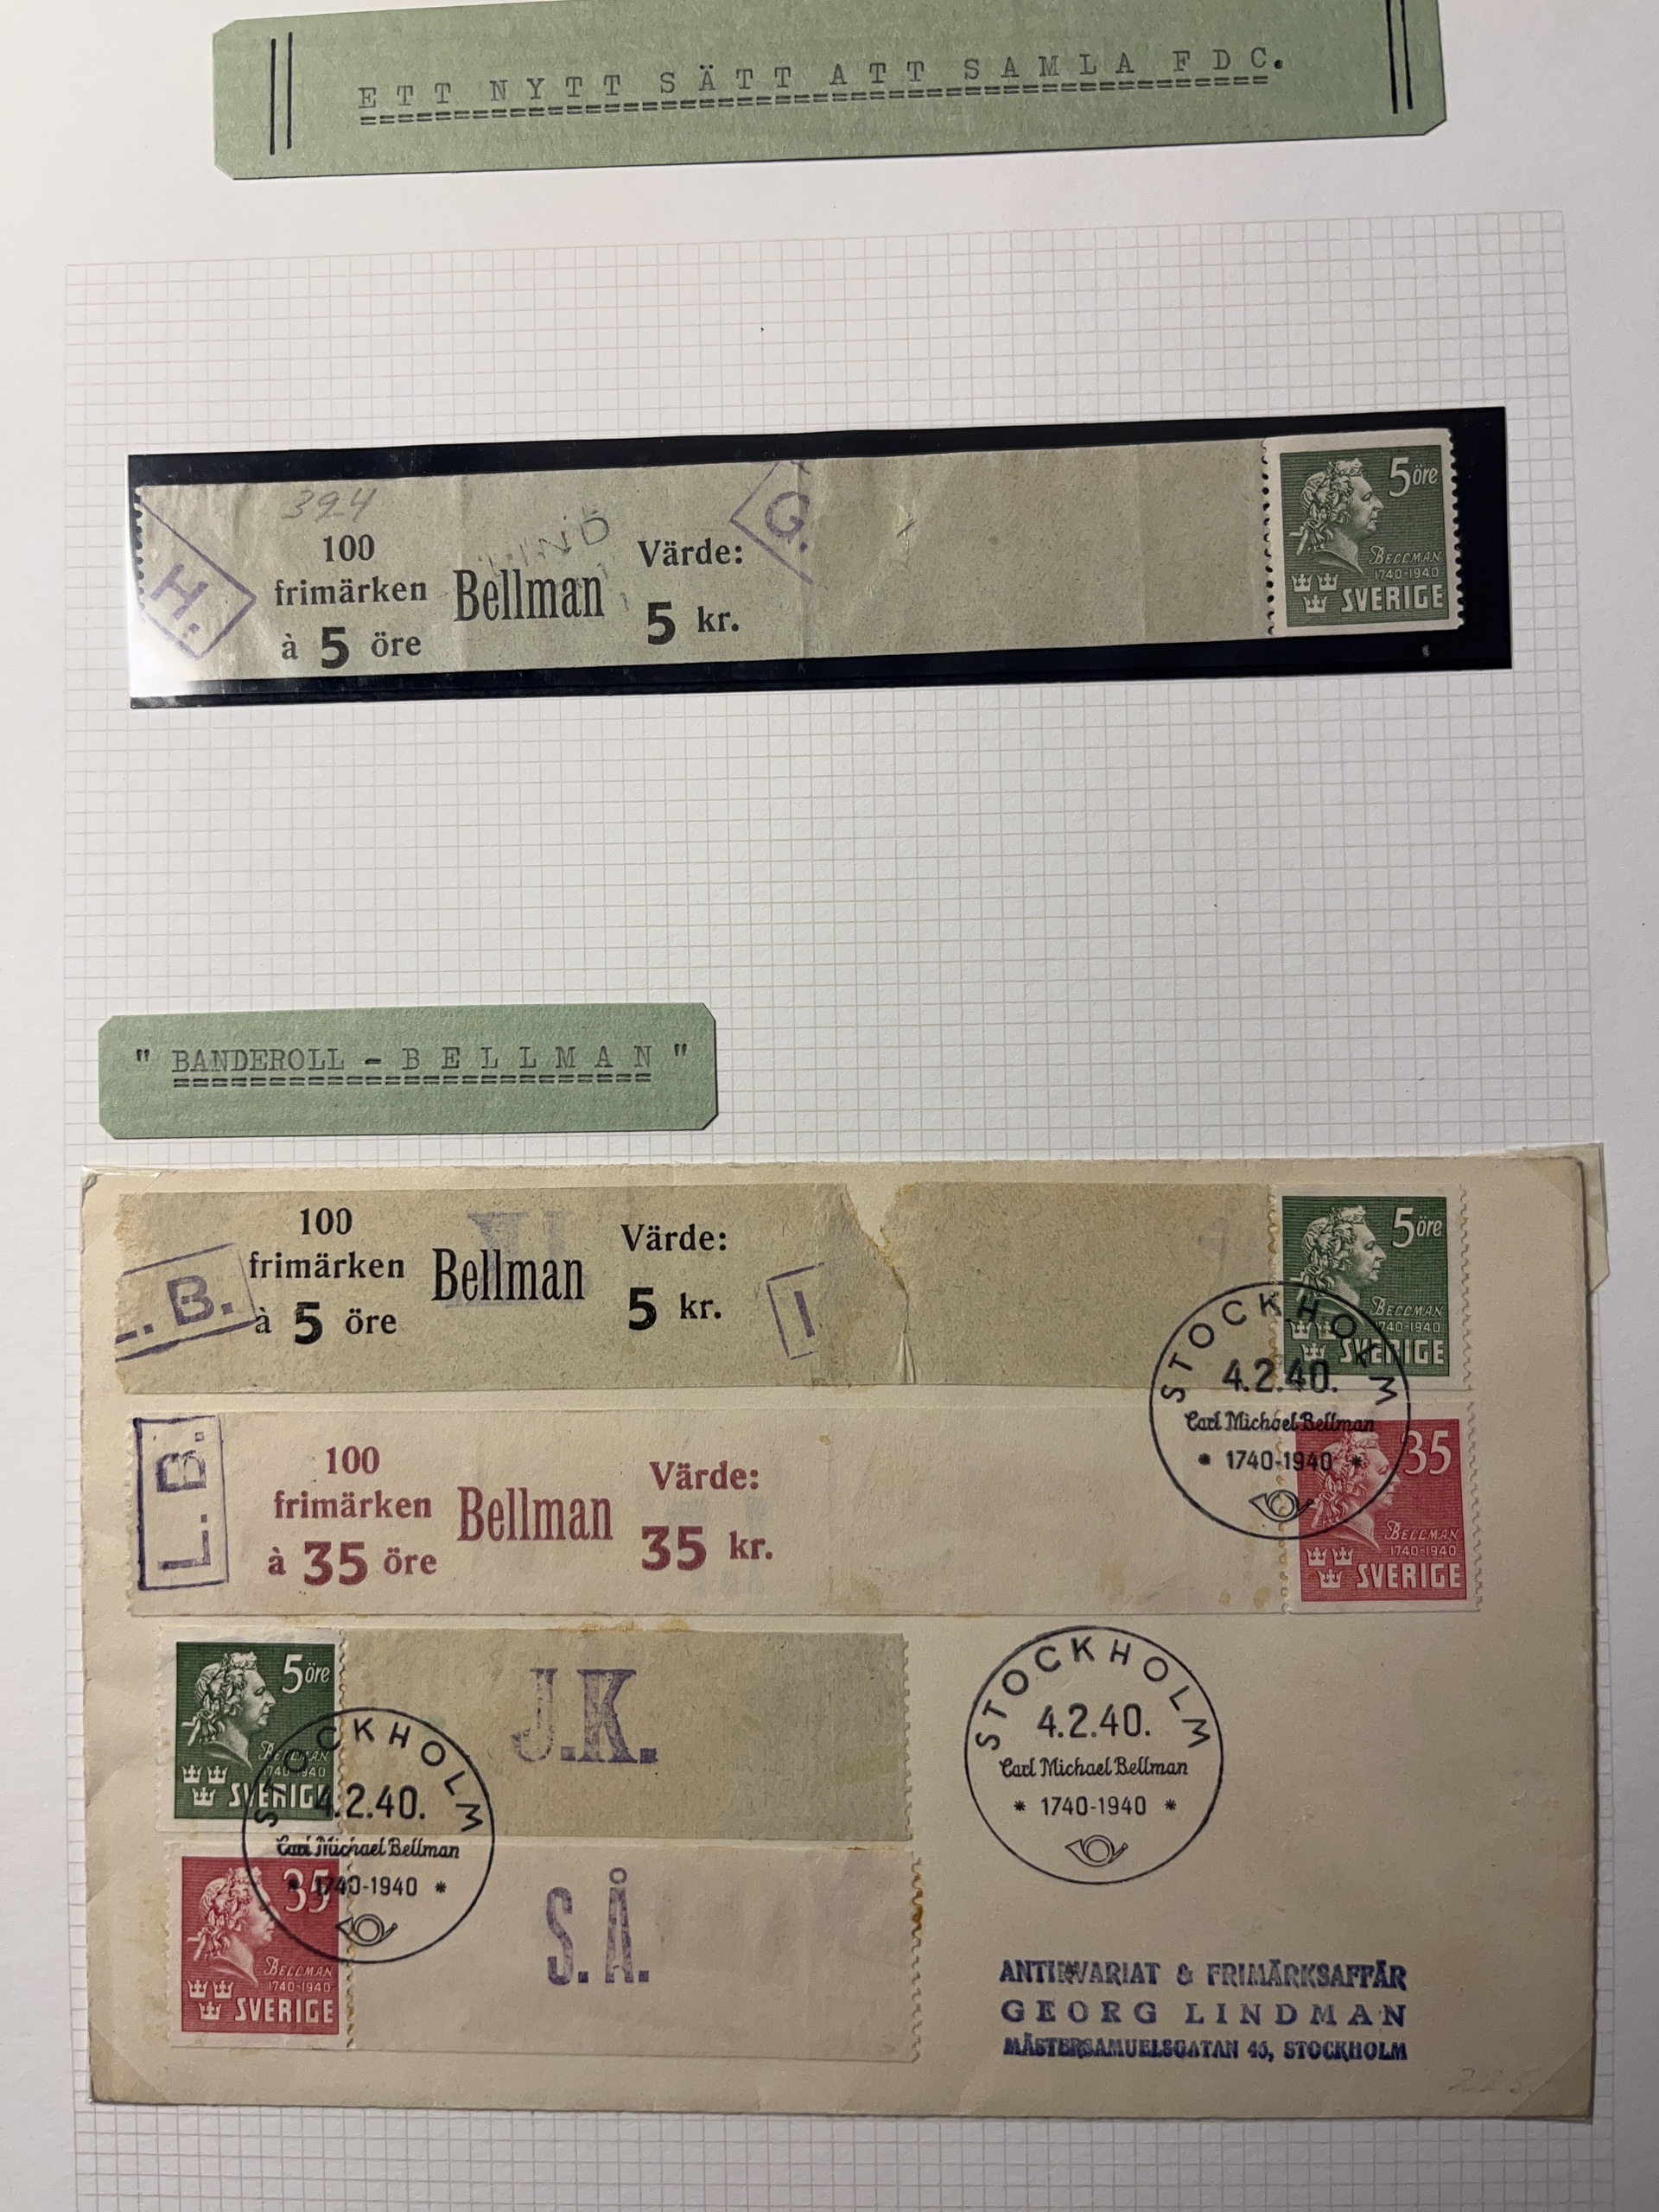 ETT NYTT SÄTT ATT SAMLA FDC.
394
H.
100
frimärken
à 5 öre
Bellman
Värde:
5 kr.
G.
5 öre
BELLMAN
1740-1940
SVERIGE
" BANDEROLL - BELLMAN "
. B.
100
frimärken
à 5 öre
Bellman
Värde:
5 kr.
I
5 öre
BELLMAN
1740-1940
SVERIGE
STOCKHOLM
4.2.40.
Carl Michael Bellman
* 1740-1940 *
L.B.
100
frimärken
à 35 öre
Bellman
Värde:
35 kr.
35
BELLMAN
1740-1940
SVERIGE
5 öre
BELLMAN
1740-1940
SVERIGE
J.K.
STOCKHOLM
4.2.40.
Carl Michael Bellman
* 1740-1940 *
STOCKHOLM
4.2.40.
Carl Michael Bellman
* 1740-1940 *
35
BELLMAN
1740-1940
SVERIGE
S.Å.
ANTIKVARIAT & FRIMÄRKSAFFÄR
GEORG LINDMAN
MÄSTERSAMUELSGATAN 45, STOCKHOLM
225